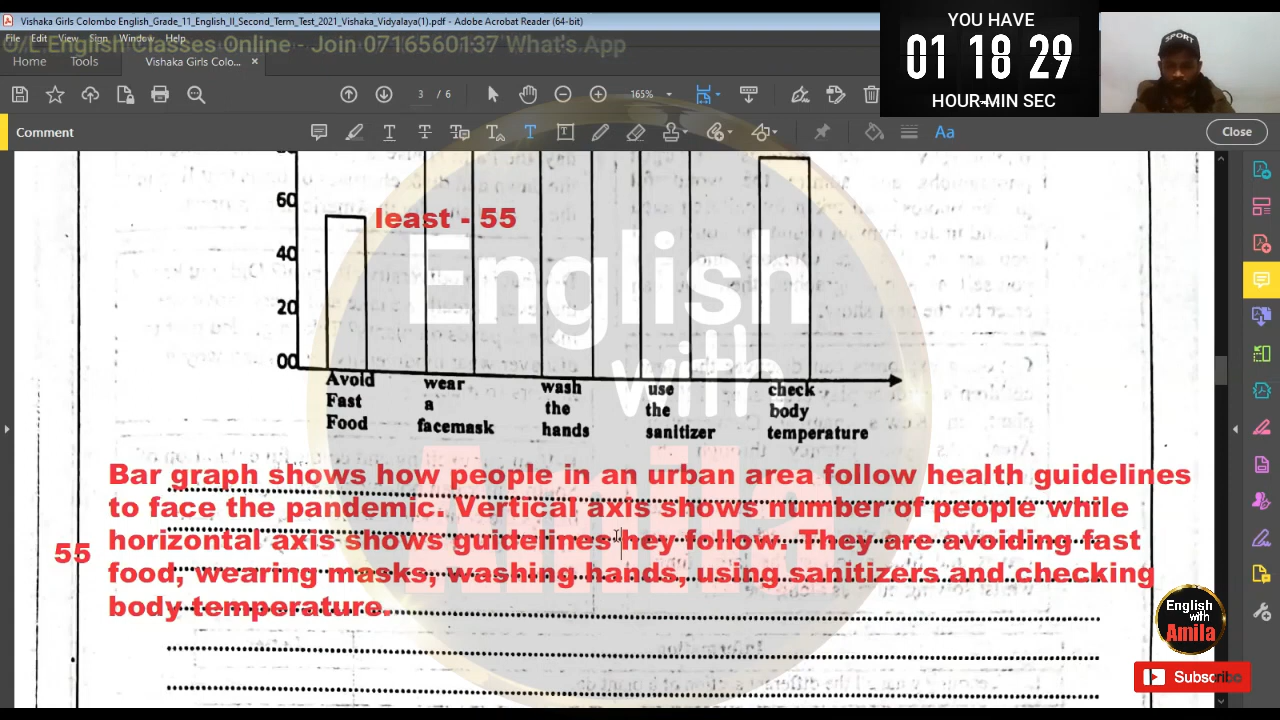 Vishaka Girls Colombo English_Grade_11_English_II_Second_Term_Test_2021_Vishaka_Vidyalaya(1).pdf - Adobe Acrobat Reader (64-bit)
File Edit View Sign Window Help
O/L English Classes Online - Join 0716560137 What's App
Home Tools Vishaka Girls Colo... ×
3 / 6 165%
YOU HAVE
01 18 29
HOUR MIN SEC
SPORT
Comment
Aa
Close
60
least - 55
40
20
00
English
with
Amila
Avoid Fast Food
wear a facemask
wash the hands
use the sanitizer
check body temperature
Bar graph shows how people in an urban area follow health guidelines
to face the pandemic. Vertical axis shows number of people while
horizontal axis shows guidelines hey follow. They are avoiding fast
55
food, wearing masks, washing hands, using sanitizers and checking
body temperature.
English
with
Amila
Subscribe